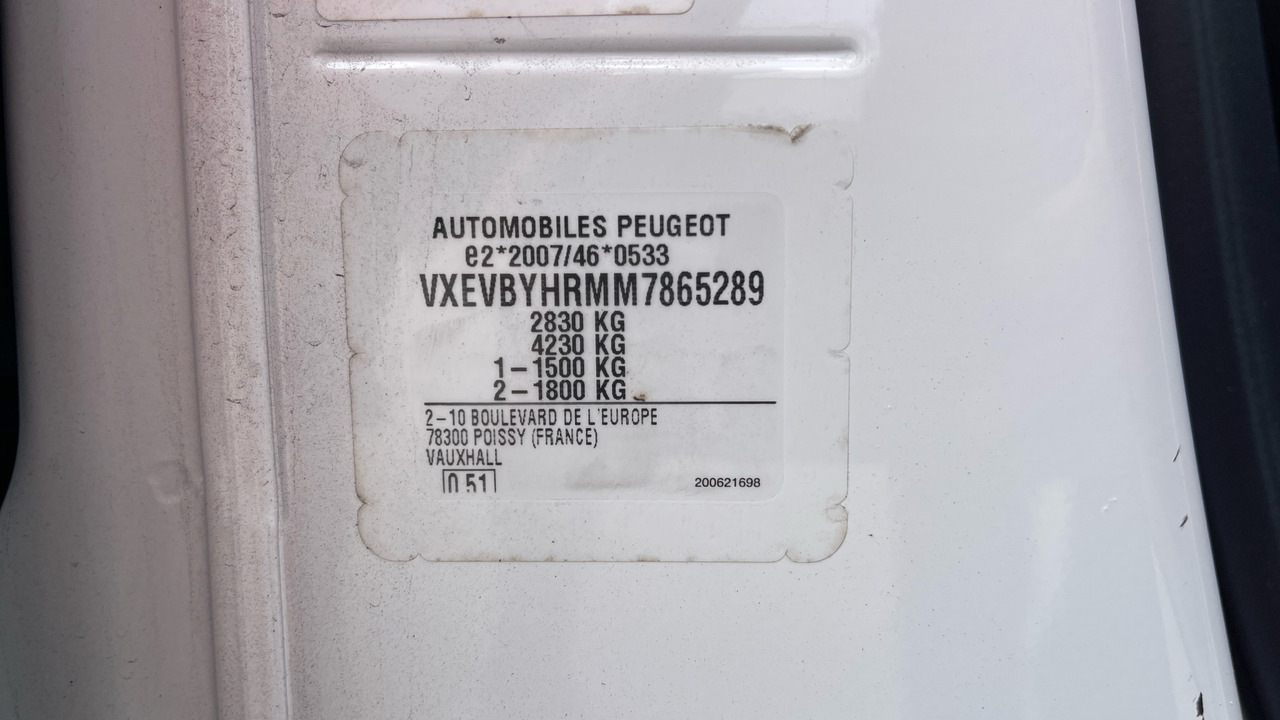 AUTOMOBILES PEUGEOT
e2*2007/46*0533
VXEVBYHRMM7865289
2830 KG
4230 KG
1-1500 KG
2-1800 KG
2-10 BOULEVARD DE L'EUROPE
78300 POISSY (FRANCE)
VAUXHALL
0.51
200621698